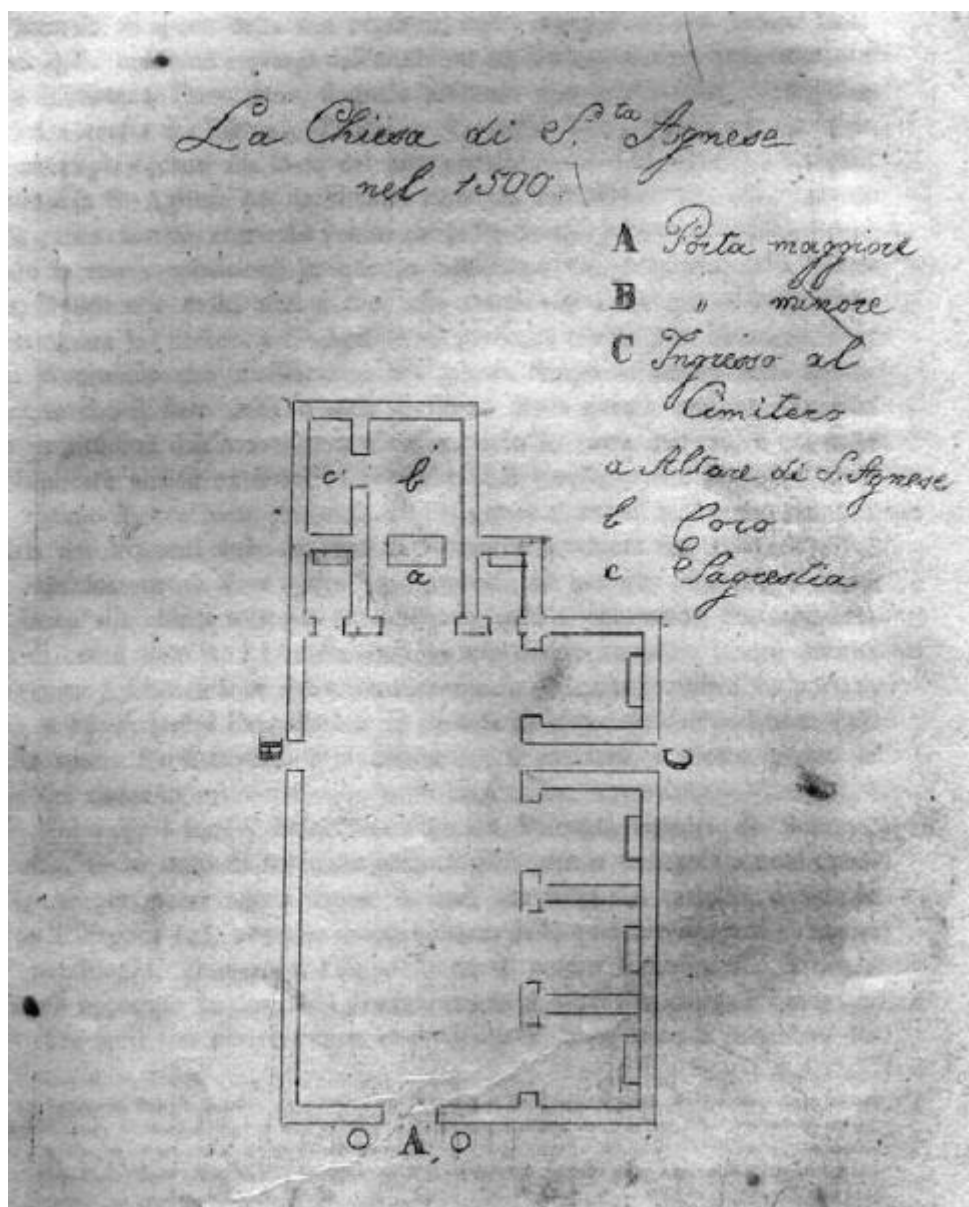 La Chiesa di S.ta Agnese
nel 1500
A Porta maggiore
B " minore
C Ingresso al
Cimitero
a Altare di S. Agnese
b Coro
c Sagrestia
c b
a
B
C
A